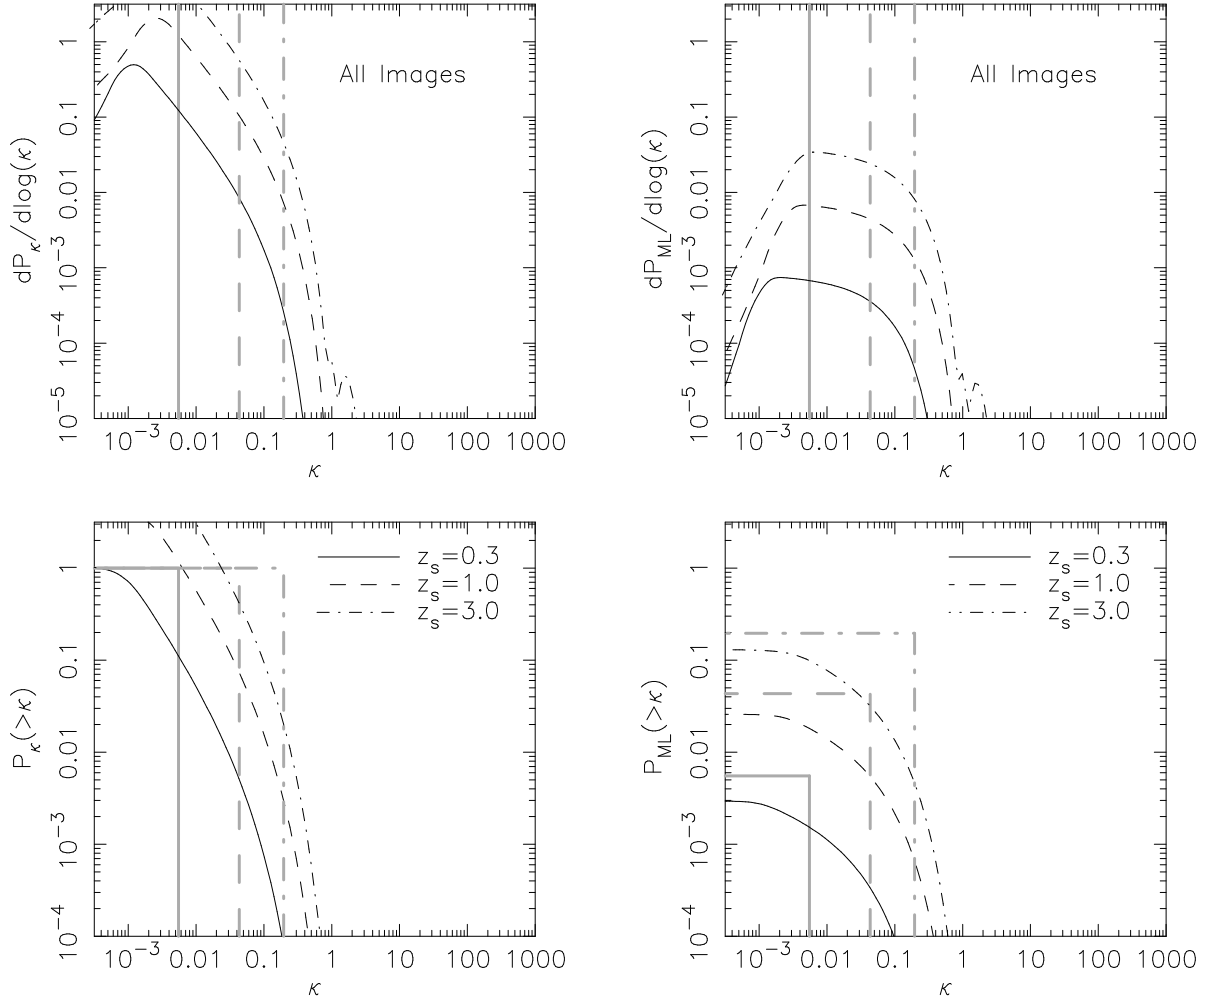 All Images
dP_κ/dlog(κ)
1
0.1
0.01
10^-3
10^-4
10^-5
10^-3 0.01 0.1 1 10 100 1000
κ
All Images
dP_ML/dlog(κ)
1
0.1
0.01
10^-3
10^-4
10^-5
10^-3 0.01 0.1 1 10 100 1000
κ
z_s=0.3
z_s=1.0
z_s=3.0
P_κ(>κ)
1
0.1
0.01
10^-3
10^-4
10^-3 0.01 0.1 1 10 100 1000
κ
z_s=0.3
z_s=1.0
z_s=3.0
P_ML(>κ)
1
0.1
0.01
10^-3
10^-4
10^-3 0.01 0.1 1 10 100 1000
κ